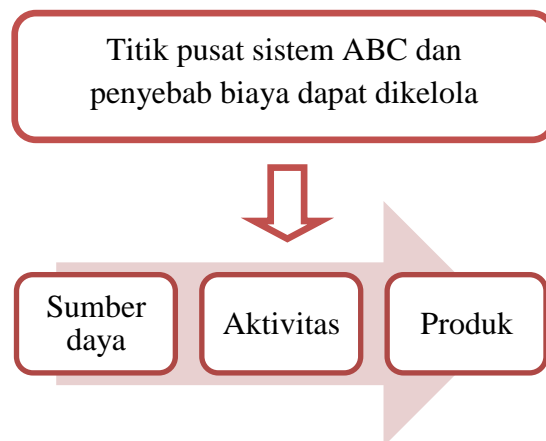 Titik pusat sistem ABC dan
penyebab biaya dapat dikelola
Sumber
daya
Aktivitas
Produk